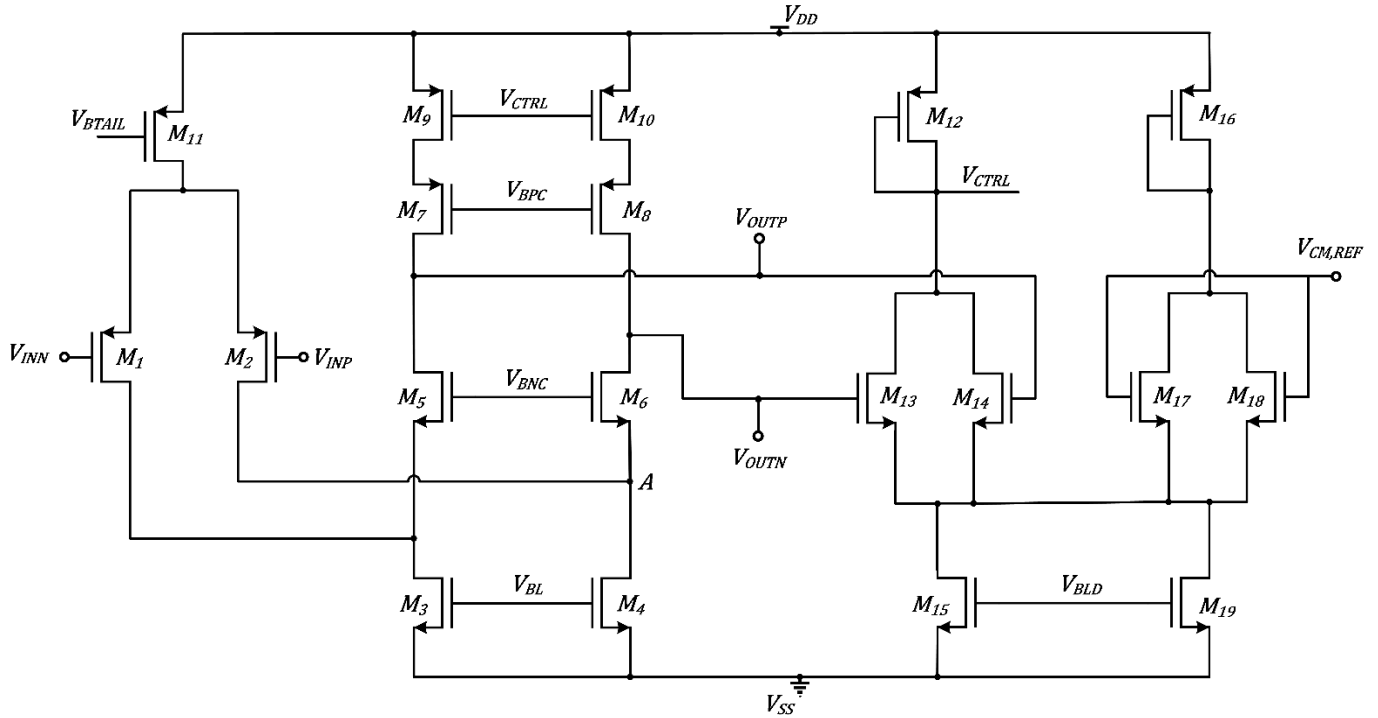 V_DD
V_BTAIL
M_11
M_9
V_CTRL
M_10
M_12
M_16
V_CTRL
M_7
V_BPC
M_8
V_OUTP
V_CM,REF
V_INN
M_1
M_2
V_INP
M_5
V_BNC
M_6
M_13
M_14
M_17
M_18
V_OUTN
A
M_3
V_BL
M_4
M_15
V_BLD
M_19
V_SS